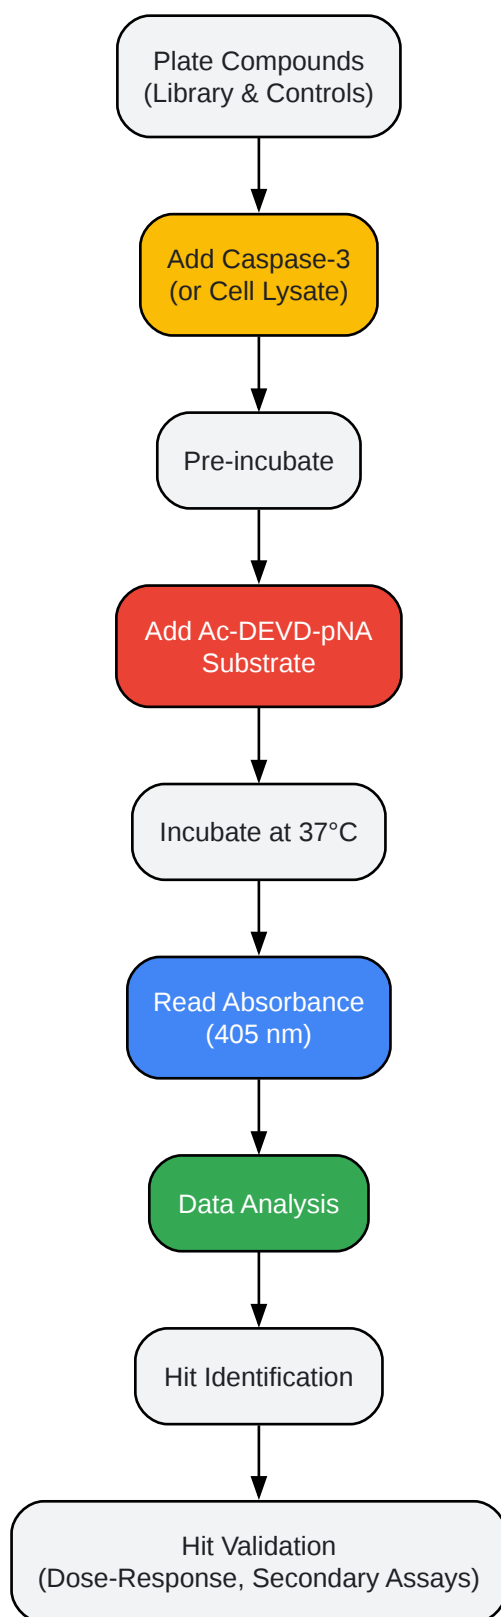 Plate Compounds
(Library & Controls)
Add Caspase-3
(or Cell Lysate)
Pre-incubate
Add Ac-DEVD-pNA
Substrate
Incubate at 37°C
Read Absorbance
(405 nm)
Data Analysis
Hit Identification
Hit Validation
(Dose-Response, Secondary Assays)